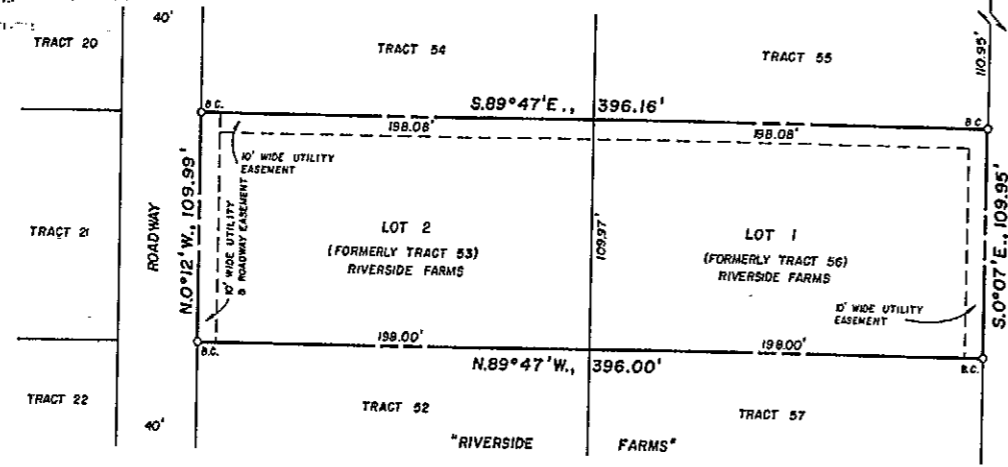 40'
TRACT 20
TRACT 54
TRACT 55
110.95'
B.C.
S.89°47'E., 396.16'
B.C.
198.08'
198.08'
10' WIDE UTILITY
EASEMENT
N.0°12'W., 109.99'
10' WIDE UTILITY
& ROADWAY EASEMENT
ROADWAY
TRACT 21
LOT 2
(FORMERLY TRACT 53)
RIVERSIDE FARMS
109.97'
LOT 1
(FORMERLY TRACT 56)
RIVERSIDE FARMS
10' WIDE UTILITY
EASEMENT
S.0°07'E., 109.95'
B.C.
198.00'
198.00'
B.C.
N.89°47'W., 396.00'
TRACT 22
TRACT 52
TRACT 57
40'
"RIVERSIDE FARMS"